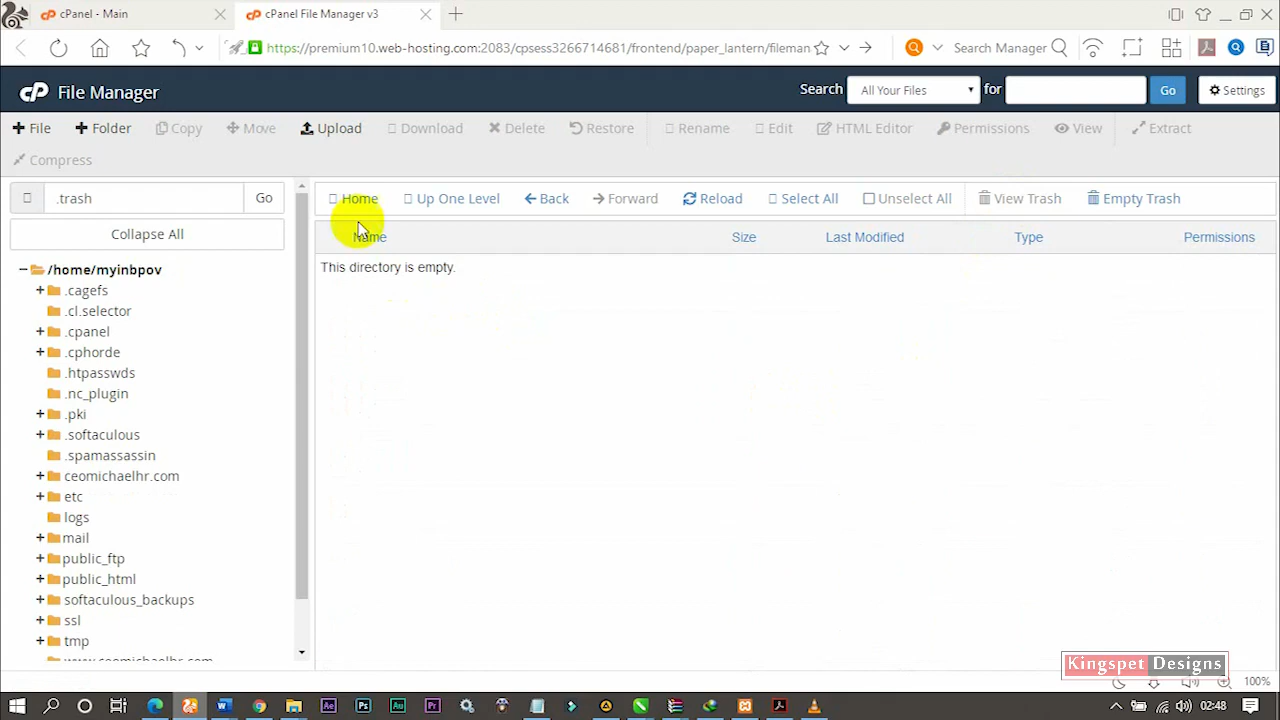 cPanel - Main
cPanel File Manager v3
https://premium10.web-hosting.com:2083/cpsess3266714681/frontend/paper_lantern/fileman
Search Manager
cP File Manager
Search All Your Files for Go Settings
File Folder Copy Move Upload Download Delete Restore Rename Edit HTML Editor Permissions View Extract
Compress
.trash Go
Home Up One Level Back Forward Reload Select All Unselect All View Trash Empty Trash
Collapse All
Name Size Last Modified Type Permissions
This directory is empty.
/home/myinbpov
.cagefs
.cl.selector
.cpanel
.cphorde
.htpasswds
.nc_plugin
.pki
.softaculous
.spamassassin
ceomichaelhr.com
etc
logs
mail
public_ftp
public_html
softaculous_backups
ssl
tmp
www.ceomichaelhr.com
Kingspet Designs
100%
02:48